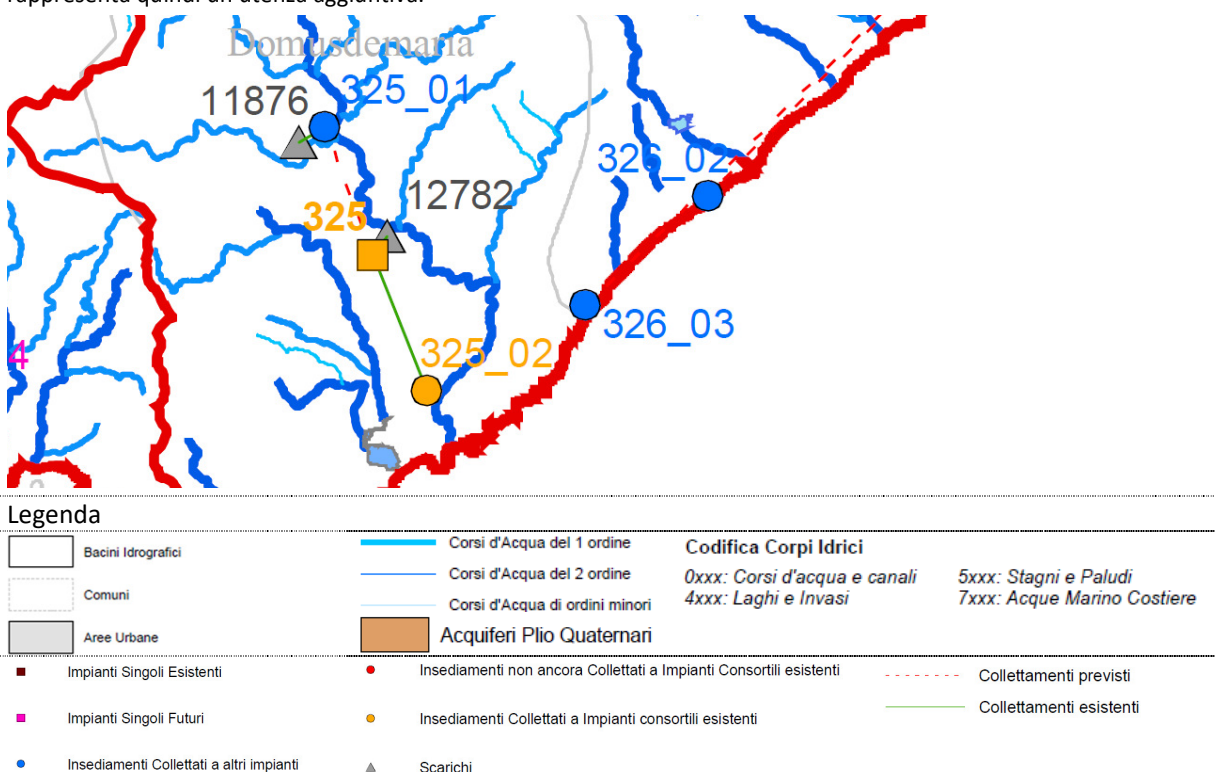 rappresenta quindi un'utenza aggiuntiva.
Domusdemaria
325_01
11876
326_02
12782
325
326_03
325_02
4
Legenda
Bacini Idrografici
Comuni
Aree Urbane
Corsi d'Acqua del 1 ordine
Corsi d'Acqua del 2 ordine
Corsi d'Acqua di ordini minori
Acquiferi Plio Quaternari
Codifica Corpi Idrici
0xxx: Corsi d'acqua e canali
4xxx: Laghi e Invasi
5xxx: Stagni e Paludi
7xxx: Acque Marino Costiere
Impianti Singoli Esistenti
Impianti Singoli Futuri
Insediamenti Collettati a altri impianti
Insediamenti non ancora Collettati a Impianti Consortili esistenti
Insediamenti Collettati a Impianti consortili esistenti
Scarichi
Collettamenti previsti
Collettamenti esistenti